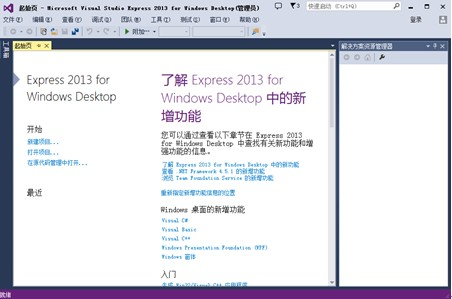 起始页 - Microsoft Visual Studio Express 2013 for Windows Desktop(管理员)
3
快速启动 (Ctrl+Q)
文件(F) 编辑(E) 视图(V) 调试(D) 团队(M) 工具(T) 测试(S) 窗口(W) 帮助(H)
登录
附加...
工具箱
起始页
解决方案资源管理器
Express 2013 for
Windows Desktop
开始
新建项目...
打开项目...
在源代码管理中打开...
最近
了解 Express 2013 for
Windows Desktop 中的新
增功能
您可以通过查看以下章节在 Express 2013
for Windows Desktop 中查找有关新功能和增
强功能的信息。
了解 Express 2013 for Windows Desktop 中的新功能
查看 .NET Framework 4.5.1 的新增功能
浏览 Team Foundation Service 的新增功能
重新指定新增功能信息的位置
Windows 桌面的新增功能
Visual C#
Visual Basic
Visual C++
Windows Presentation Foundation (WPF)
Windows 窗体
入门
就绪